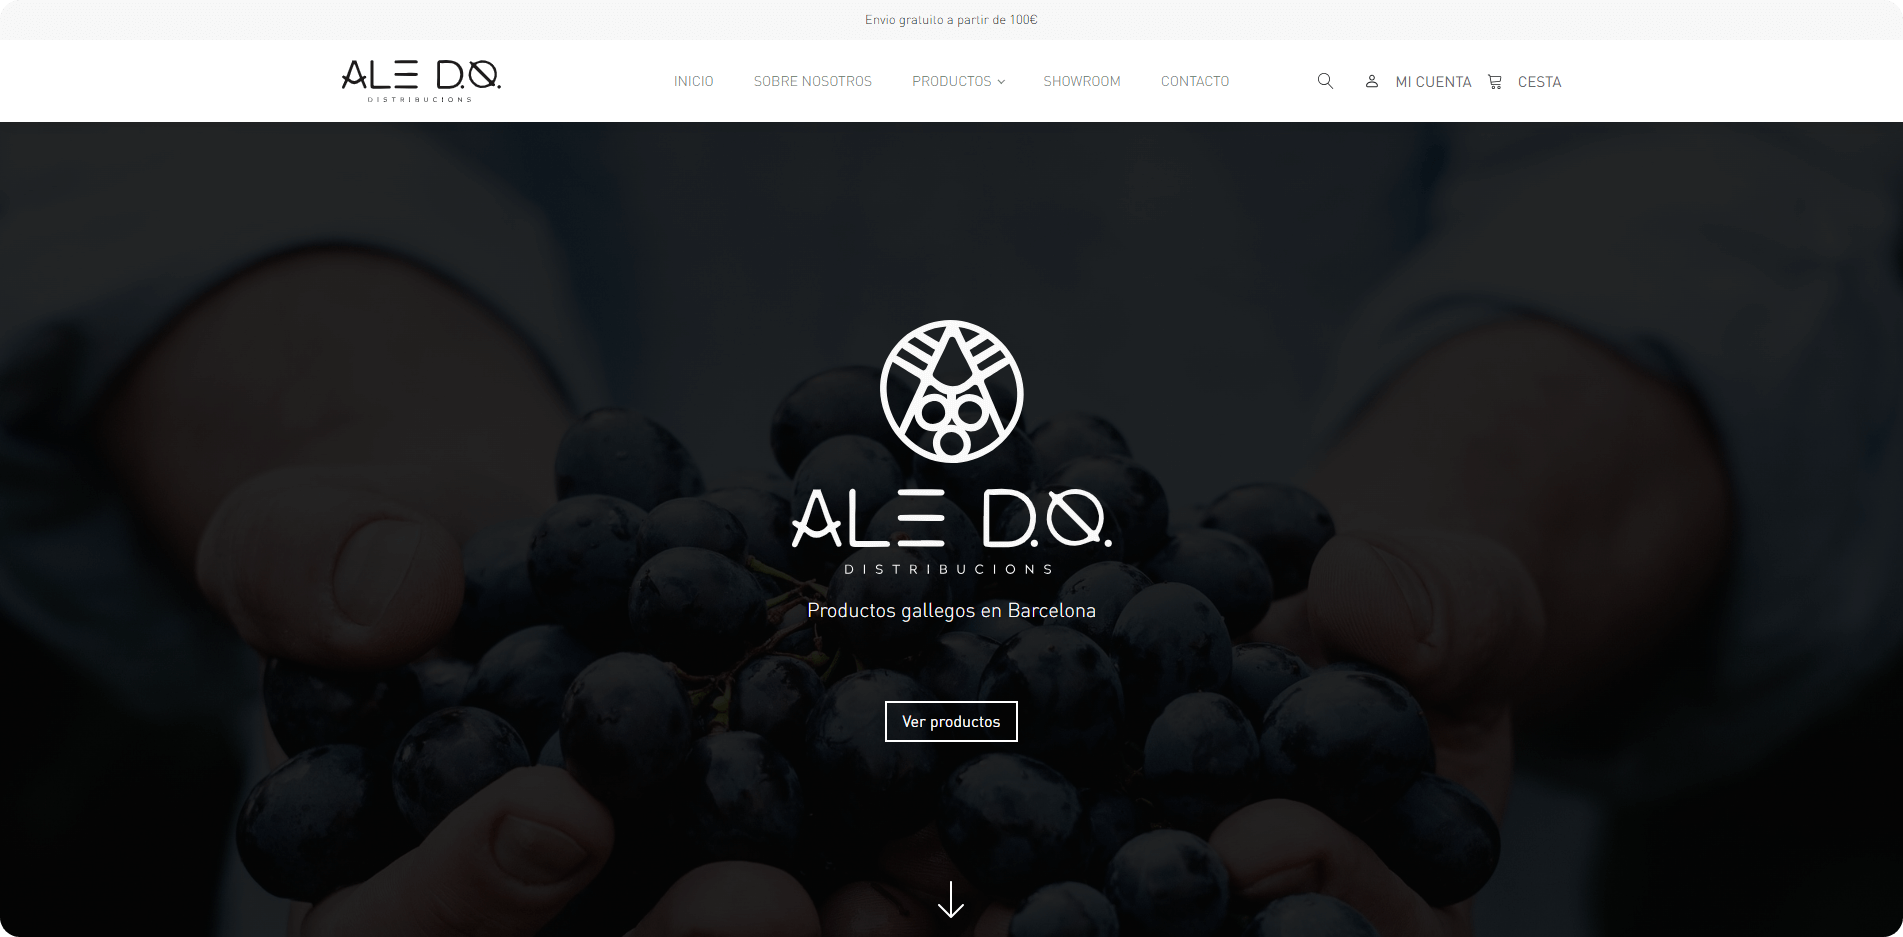 Envio gratuito a partir de 100€
ALE D.O.
DISTRIBUCIONS
INICIO
SOBRE NOSOTROS
PRODUCTOS
SHOWROOM
CONTACTO
MI CUENTA
CESTA
ALE D.O.
DISTRIBUCIONS
Productos gallegos en Barcelona
Ver productos